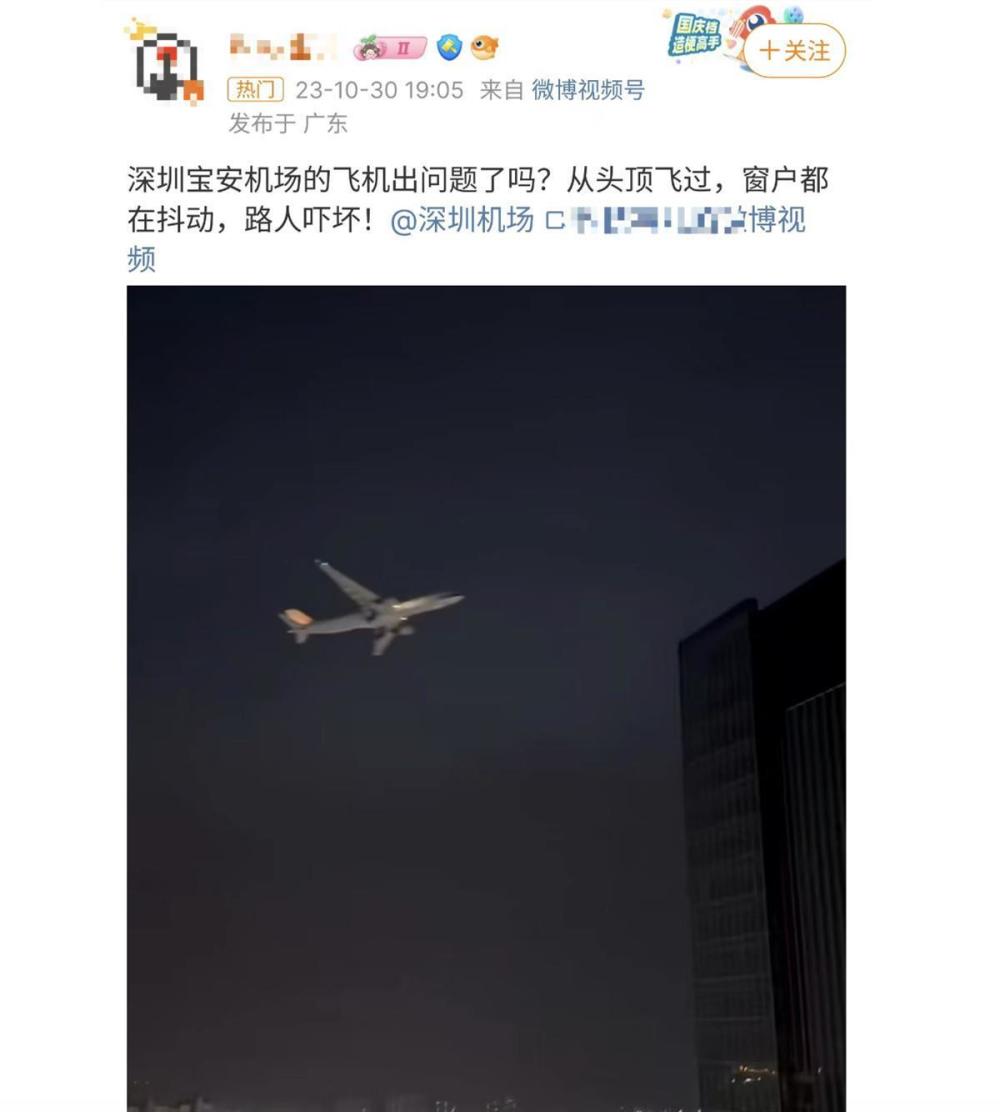 国庆档
造梗高手
II
十关注
热门 23-10-30 19:05 来自 微博视频号
发布于 广东
深圳宝安机场的飞机出问题了吗？从头顶飞过，窗户都
在抖动，路人吓坏！@深圳机场 博视
频